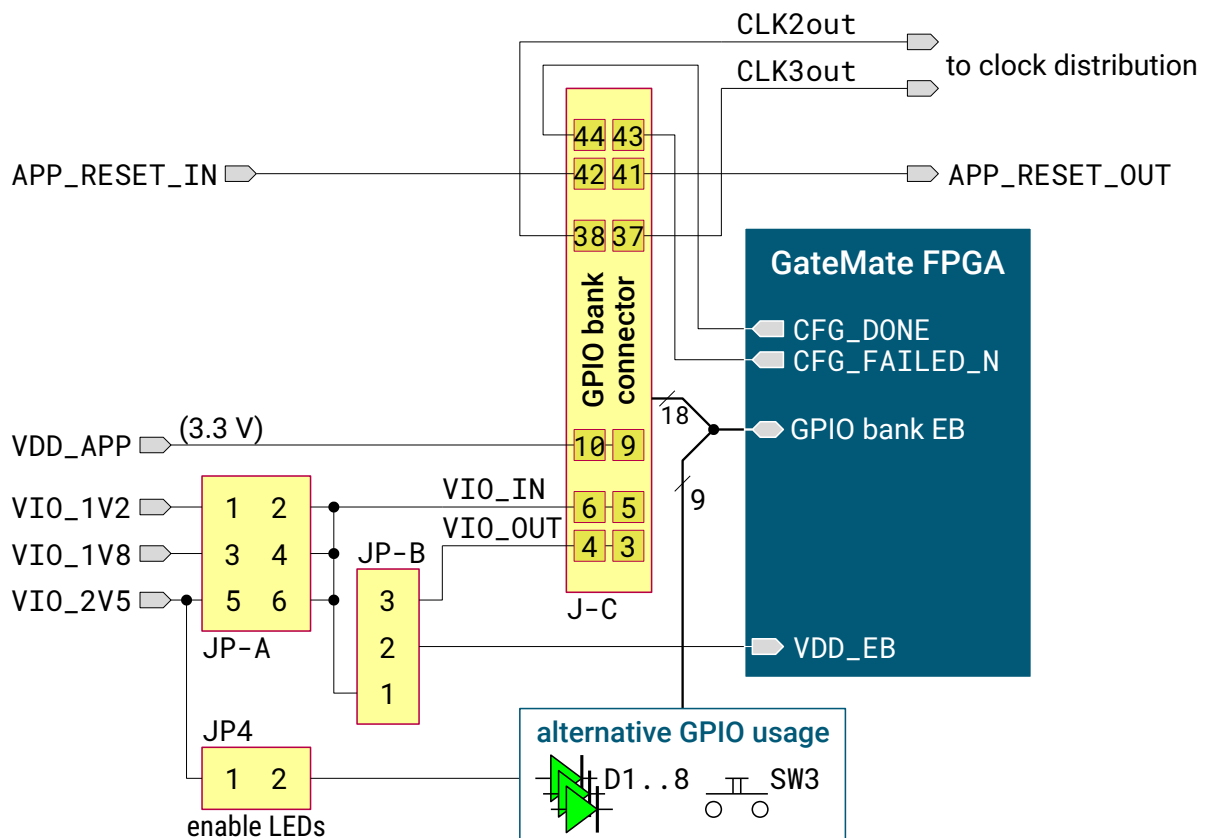 CLK2out
to clock distribution
CLK3out
44 43
APP_RESET_IN 42 41 APP_RESET_OUT
38 37
GateMate FPGA
GPIO bank
connector
CFG_DONE
CFG_FAILED_N
18
GPIO bank EB
VDD_APP (3.3 V) 10 9
9
VIO_1V2 1 2 VIO_IN 6 5
VIO_OUT 4 3
VIO_1V8 3 4 JP-B
VIO_2V5 5 6 3
J-C
JP-A 2 VDD_EB
1
JP4
1 2
enable LEDs
alternative GPIO usage
D1..8 SW3